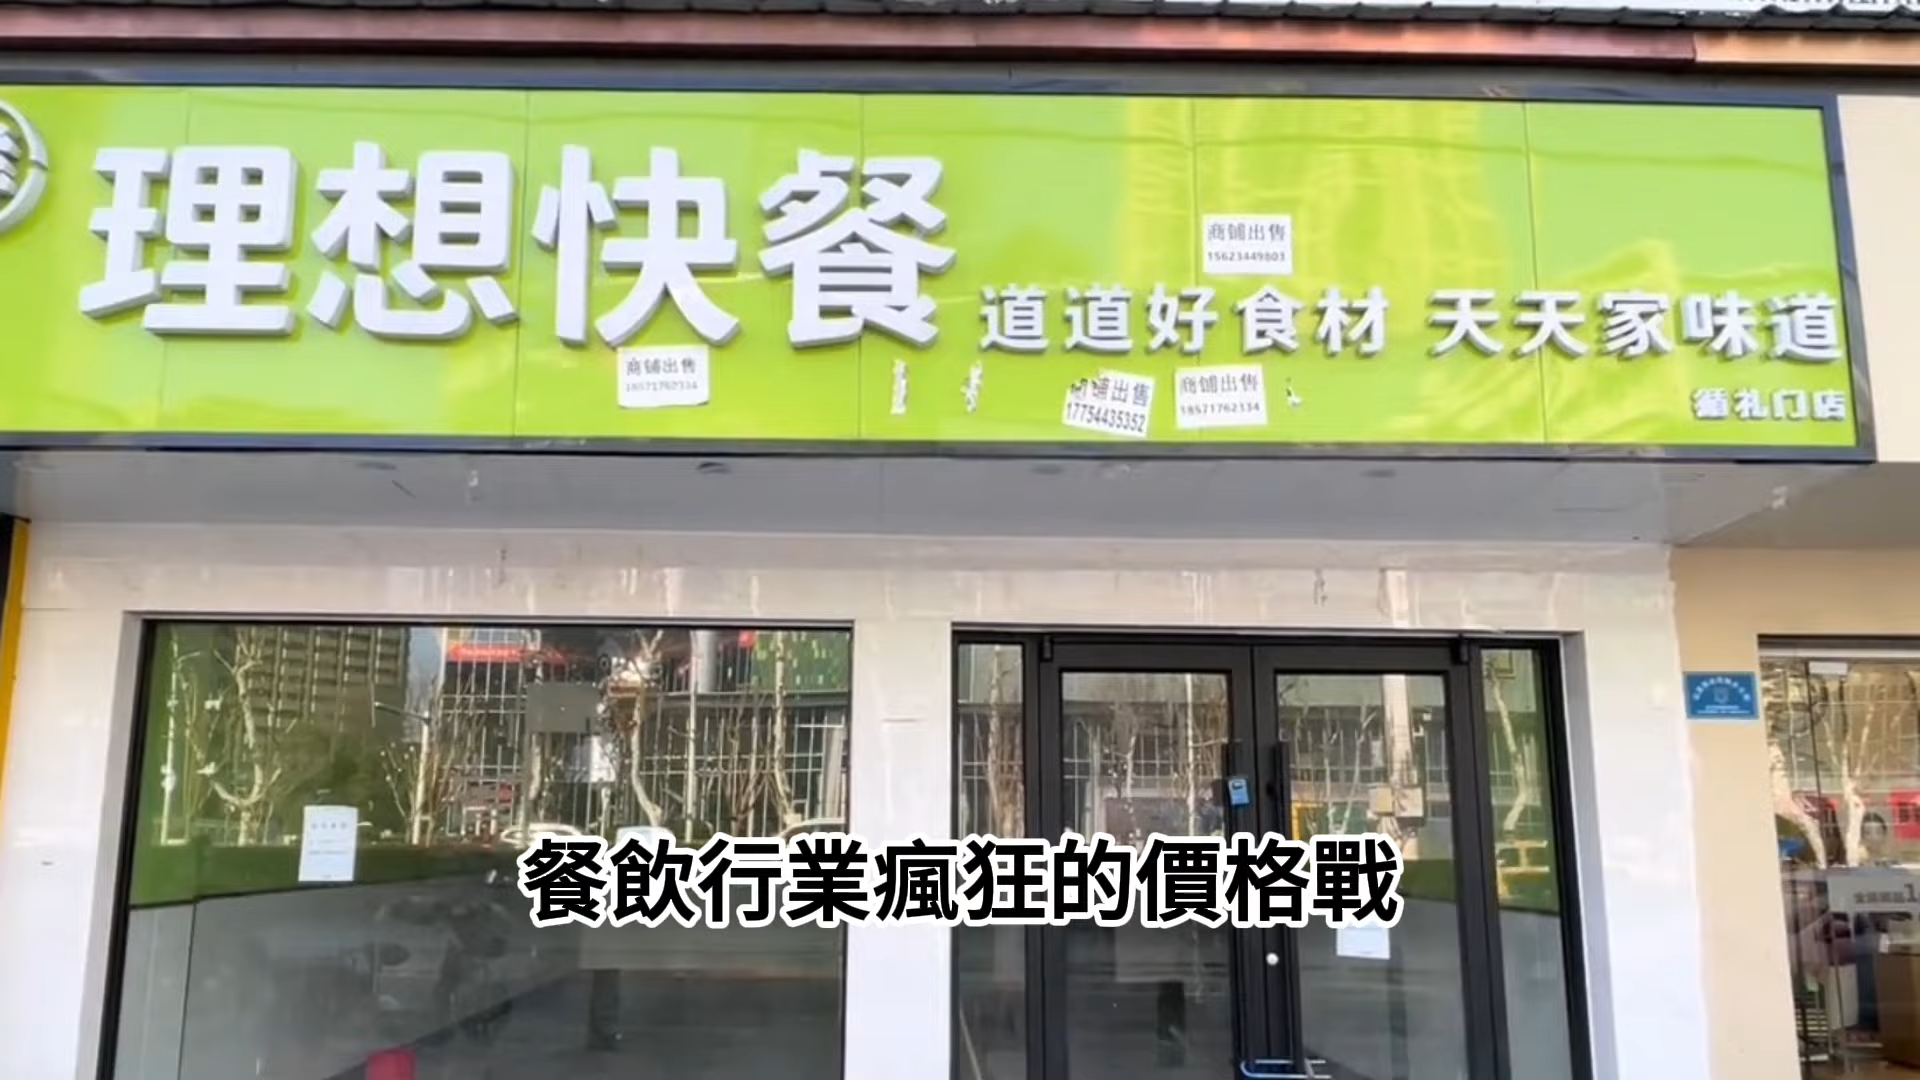 理想快餐
道道好食材 天天家味道
循礼门店
商铺出售
15623449803
商铺出售
18571762334
商铺出售
17754435352
商铺出售
18571762334
餐飲行業瘋狂的價格戰